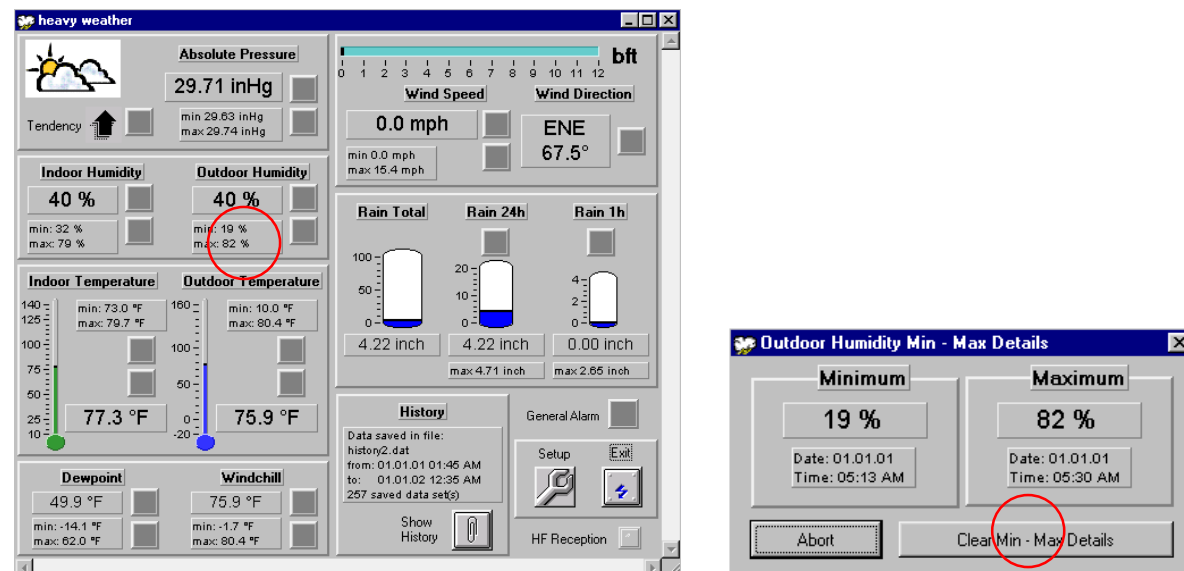 heavy weather
Absolute Pressure
29.71 inHg
Tendency
min 29.63 inHg
max 29.74 inHg
Indoor Humidity
40 %
min: 32 %
max: 79 %
Outdoor Humidity
40 %
min: 19 %
max: 82 %
Indoor Temperature
140
125
100
75
50
25
10
min: 73.0 °F
max: 79.7 °F
77.3 °F
Outdoor Temperature
160
100
50
0
-20
min: 10.0 °F
max: 80.4 °F
75.9 °F
Dewpoint
49.9 °F
min: -14.1 °F
max: 62.0 °F
Windchill
75.9 °F
min: -1.7 °F
max: 80.4 °F
bft
0 1 2 3 4 5 6 7 8 9 10 11 12
Wind Speed
0.0 mph
min 0.0 mph
max 15.4 mph
Wind Direction
ENE
67.5°
Rain Total
100
50
0
4.22 inch
Rain 24h
20
10
0
4.22 inch
max 4.71 inch
Rain 1h
4
2
0
0.00 inch
max 2.65 inch
History
Data saved in file:
history2.dat
from: 01.01.01 01:45 AM
to: 01.01.02 12:35 AM
257 saved data set(s)
Show
History
General Alarm
Setup
Exit
HF Reception
Outdoor Humidity Min - Max Details
Minimum
19 %
Date: 01.01.01
Time: 05:13 AM
Maximum
82 %
Date: 01.01.01
Time: 05:30 AM
Abort
Clear Min - Max Details